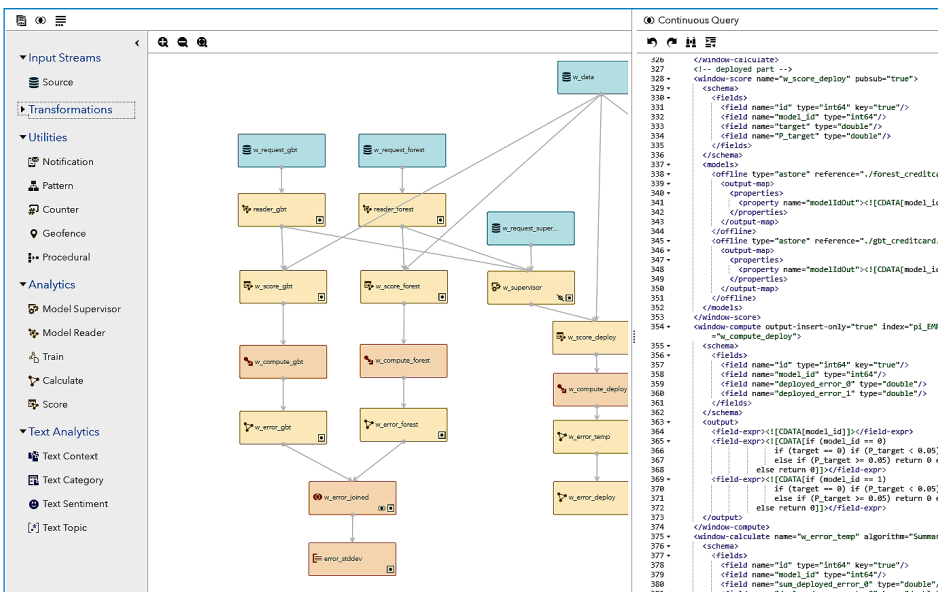 Continuous Query
Input Streams
Source
Transformations
Utilities
Notification
Pattern
Counter
Geofence
Procedural
Analytics
Model Supervisor
Model Reader
Train
Calculate
Score
Text Analytics
Text Context
Text Category
Text Sentiment
Text Topic
w_data
w_request_gbt
w_request_forest
reader_gbt
reader_forest
w_request_super...
w_score_gbt
w_score_forest
w_supervisor
w_score_deploy
w_compute_gbt
w_compute_forest
w_compute_deploy
w_error_gbt
w_error_forest
w_error_temp
w_error_joined
w_error_deploy
error_stddev
326 </window-calculate>
327 <!-- deployed part -->
328 <window-score name="w_score_deploy" pubsub="true">
329 <schema>
330 <fields>
331 <field name="id" type="int64" key="true"/>
332 <field name="model_id" type="int64"/>
333 <field name="target" type="double"/>
334 <field name="P_target" type="double"/>
335 </fields>
336 </schema>
337 <models>
338 <offline type="astore" reference="./forest_creditcar
339 <output-map>
340 <properties>
341 <property name="modelIdOut"><![CDATA[model_i
342 </properties>
343 </output-map>
344 </offline>
345 <offline type="astore" reference="./gbt_creditcard.
346 <output-map>
347 <properties>
348 <property name="modelIdOut"><![CDATA[model_i
349 </properties>
350 </output-map>
351 </offline>
352 </models>
353 </window-score>
354 <window-compute output-insert-only="true" index="pi_EMP
="w_compute_deploy">
355 <schema>
356 <fields>
357 <field name="id" type="int64" key="true"/>
358 <field name="model_id" type="int64"/>
359 <field name="deployed_error_0" type="double"/>
360 <field name="deployed_error_1" type="double"/>
361 </fields>
362 </schema>
363 <output>
364 <field-expr><![CDATA[model_id]]></field-expr>
365 <field-expr><![CDATA[if (model_id == 0)
366 if (target == 0) if (P_target < 0.05)
367 else if (P_target >= 0.05) return 0 e
368 else return 0]]></field-expr>
369 <field-expr><![CDATA[if (model_id == 1)
370 if (target == 0) if (P_target < 0.05)
371 else if (P_target >= 0.05) return 0 e
372 else return 0]]></field-expr>
373 </output>
374 </window-compute>
375 <window-calculate name="w_error_temp" algorithm="Summar
376 <schema>
377 <fields>
378 <field name="id" type="int64" key="true"/>
379 <field name="model_id" type="int64"/>
380 <field name="sum_deployed_error_0" type="double"/